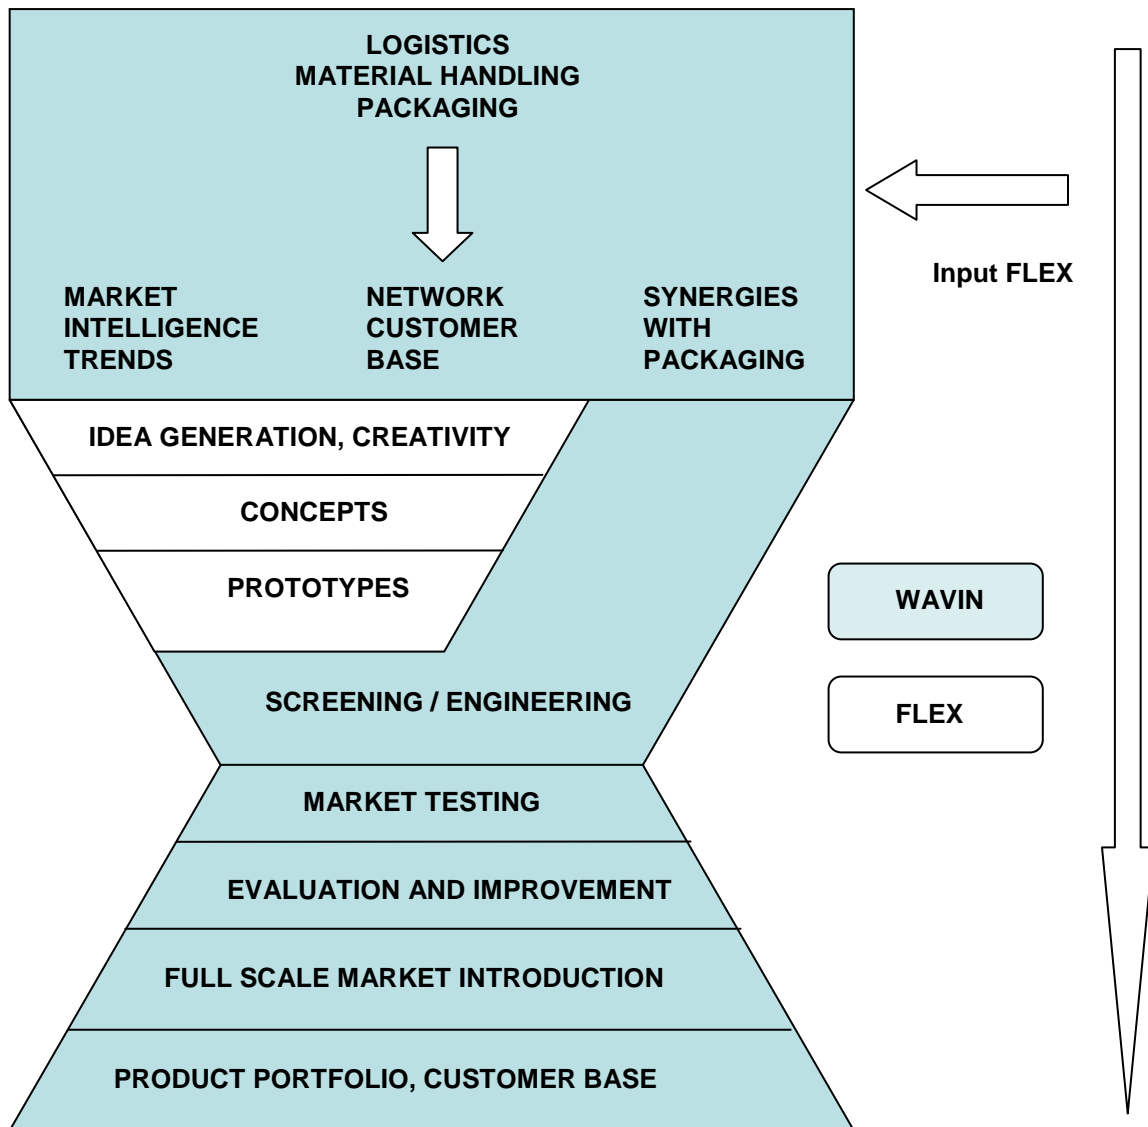 LOGISTICS
MATERIAL HANDLING
PACKAGING
Input FLEX
MARKET
INTELLIGENCE
TRENDS
NETWORK
CUSTOMER
BASE
SYNERGIES
WITH
PACKAGING
IDEA GENERATION, CREATIVITY
CONCEPTS
PROTOTYPES
WAVIN
FLEX
SCREENING / ENGINEERING
MARKET TESTING
EVALUATION AND IMPROVEMENT
FULL SCALE MARKET INTRODUCTION
PRODUCT PORTFOLIO, CUSTOMER BASE